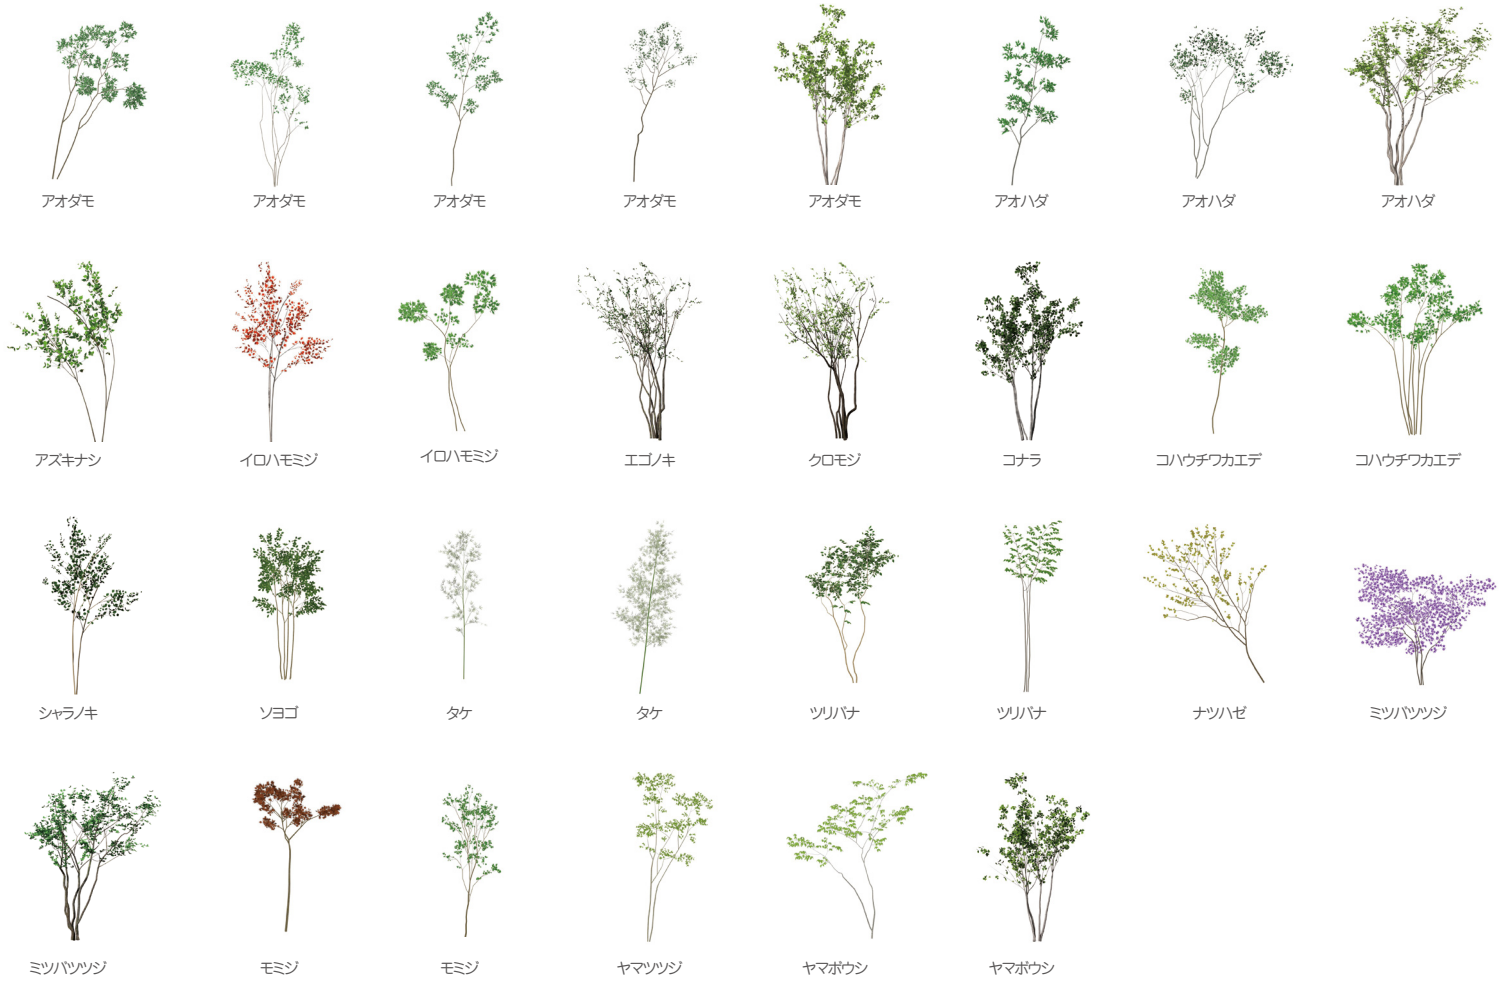 アオダモ
アオダモ
アオダモ
アオダモ
アオダモ
アオハダ
アオハダ
アオハダ
アズキナシ
イロハモミジ
イロハモミジ
エゴノキ
クロモジ
コナラ
コハウチワカエデ
コハウチワカエデ
シャラノキ
ソヨゴ
タケ
タケ
ツリバナ
ツリバナ
ナツハゼ
ミツバツツジ
ミツバツツジ
モミジ
モミジ
ヤマツツジ
ヤマボウシ
ヤマボウシ